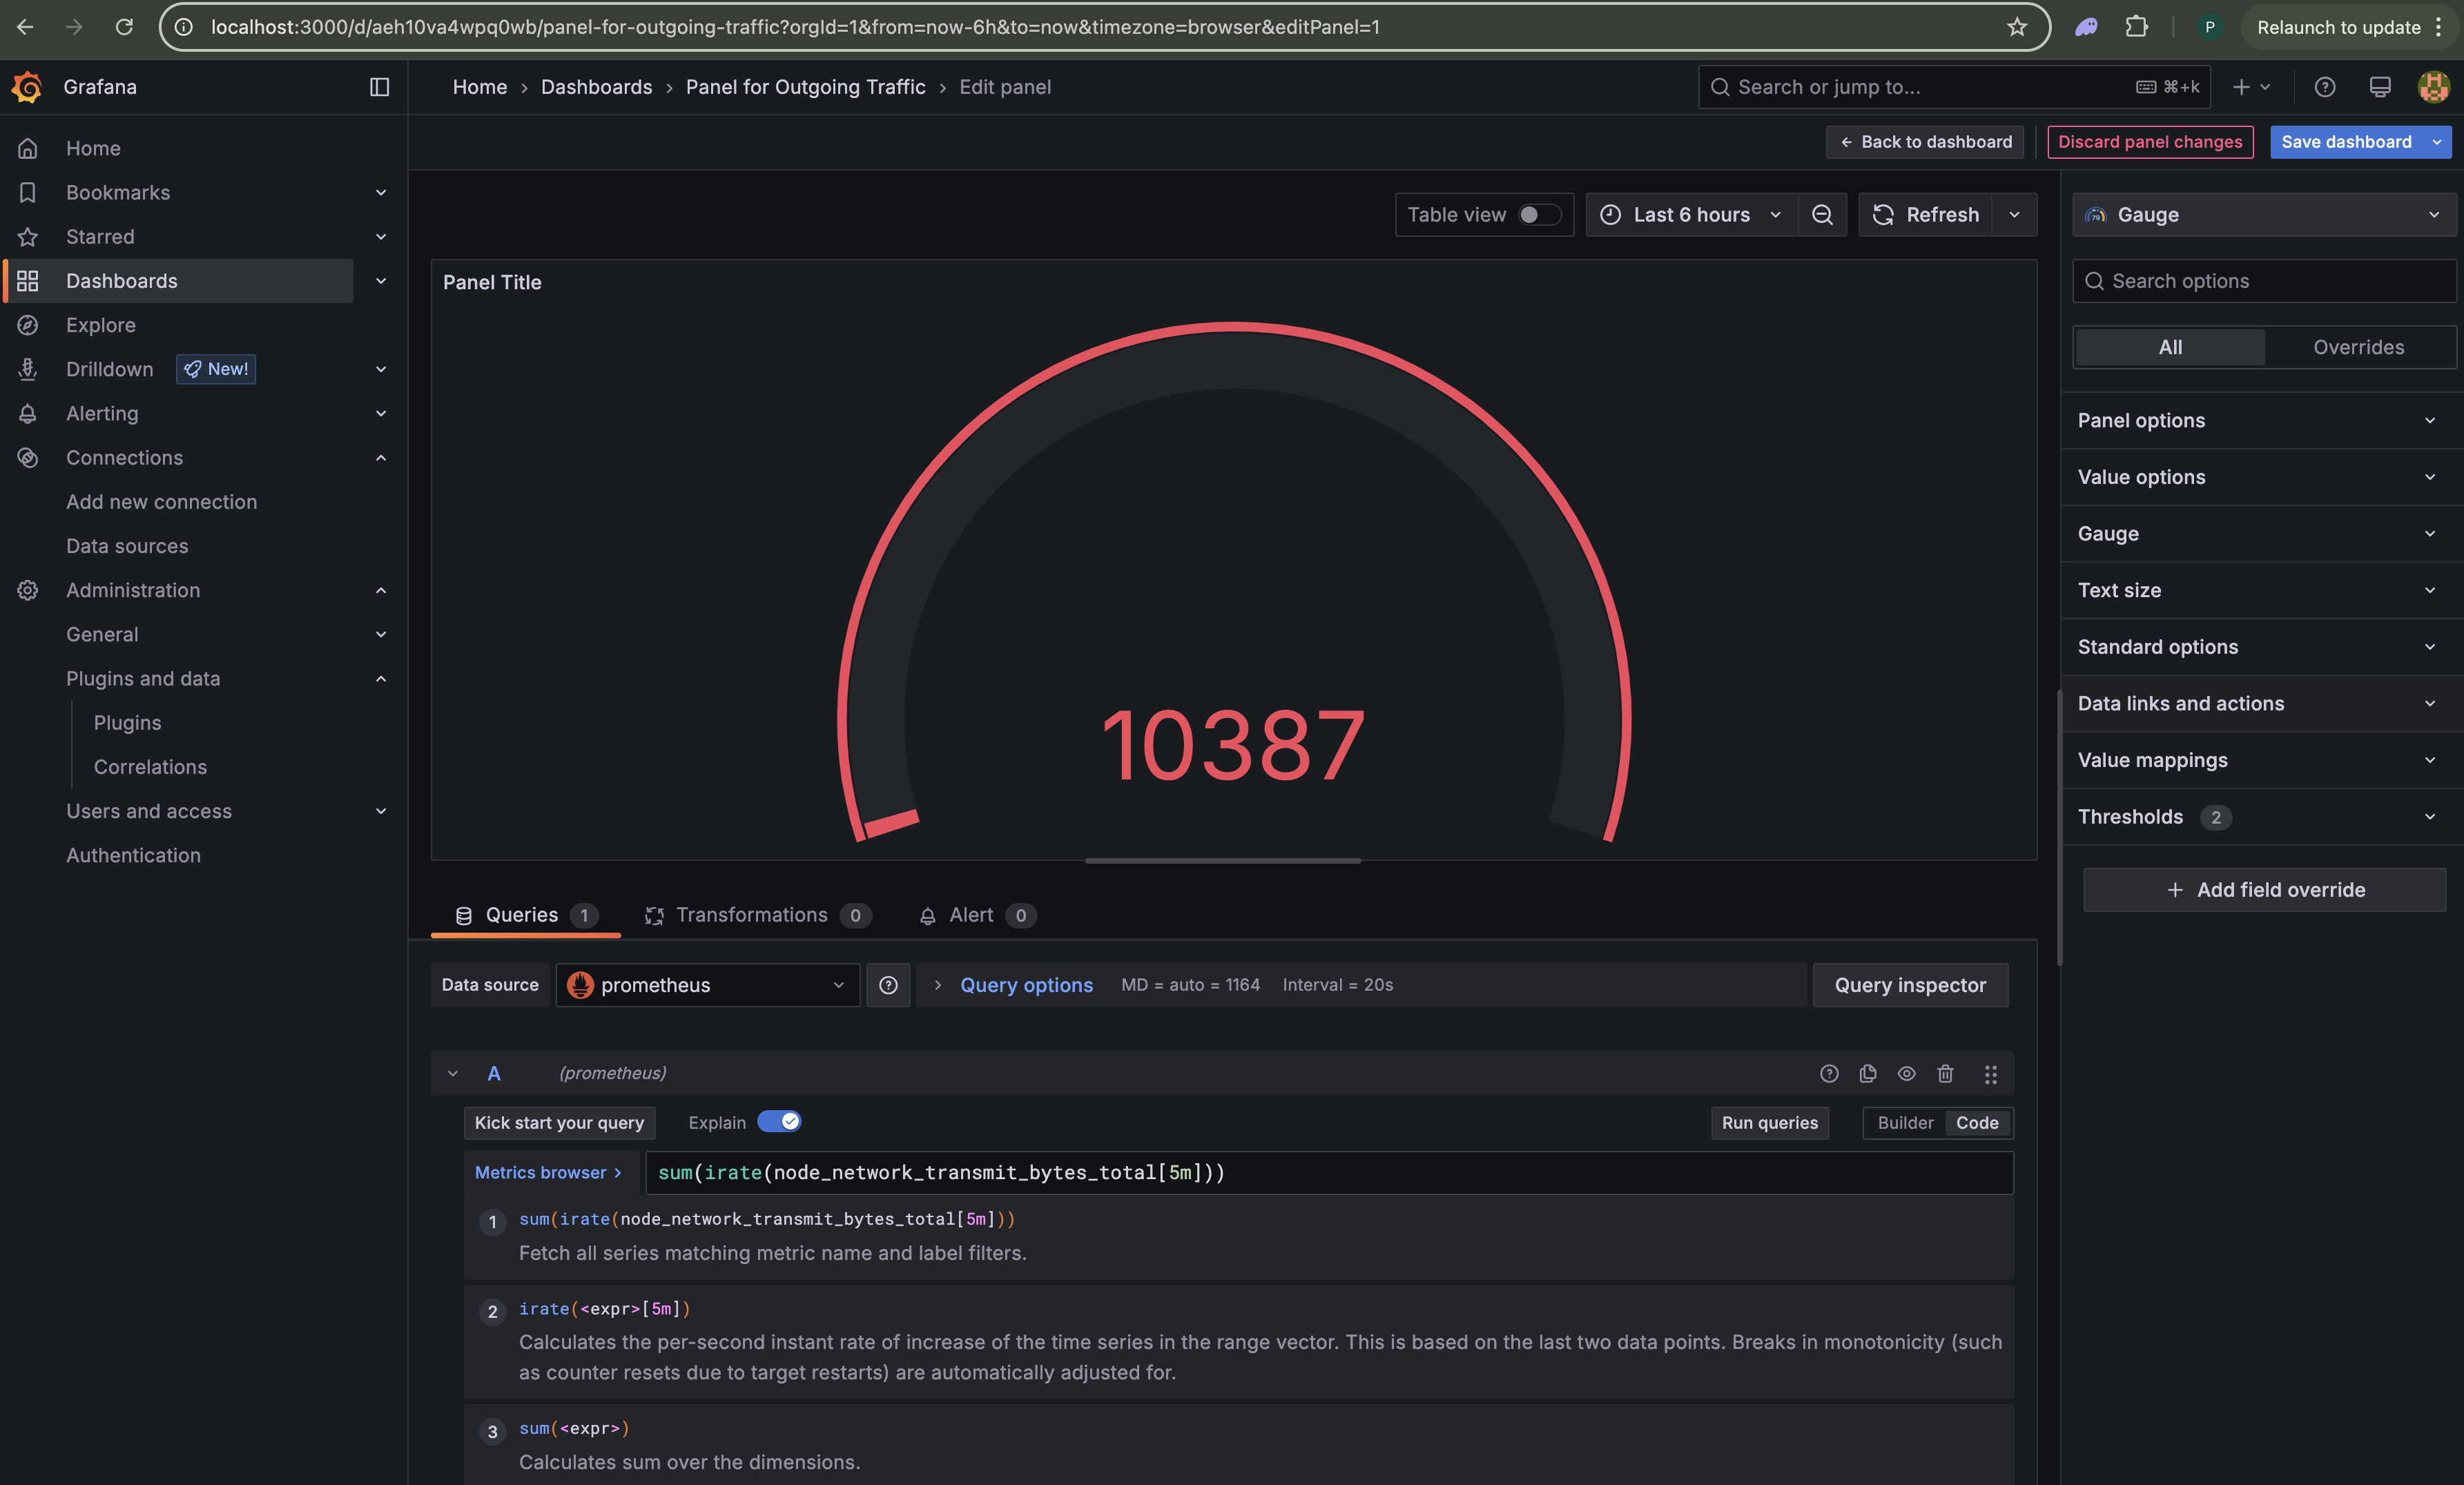 localhost:3000/d/aeh10va4wpq0wb/panel-for-outgoing-traffic?orgId=1&from=now-6h&to=now&timezone=browser&editPanel=1
P
Relaunch to update
Grafana
Home › Dashboards › Panel for Outgoing Traffic › Edit panel
Search or jump to...
⌘+k
Back to dashboard
Discard panel changes
Save dashboard
Home
Bookmarks
Starred
Dashboards
Explore
Drilldown
New!
Alerting
Connections
Add new connection
Data sources
Administration
General
Plugins and data
Plugins
Correlations
Users and access
Authentication
Table view
Last 6 hours
Refresh
Panel Title
10387
79
Gauge
Search options
All
Overrides
Panel options
Value options
Gauge
Text size
Standard options
Data links and actions
Value mappings
Thresholds 2
+ Add field override
Queries 1
Transformations 0
Alert 0
Data source
prometheus
Query options
MD = auto = 1164
Interval = 20s
Query inspector
A
(prometheus)
Kick start your query
Explain
Run queries
Builder
Code
Metrics browser ›
sum(irate(node_network_transmit_bytes_total[5m]))
1 sum(irate(node_network_transmit_bytes_total[5m]))
Fetch all series matching metric name and label filters.
2 irate(<expr>[5m])
Calculates the per-second instant rate of increase of the time series in the range vector. This is based on the last two data points. Breaks in monotonicity (such
as counter resets due to target restarts) are automatically adjusted for.
3 sum(<expr>)
Calculates sum over the dimensions.